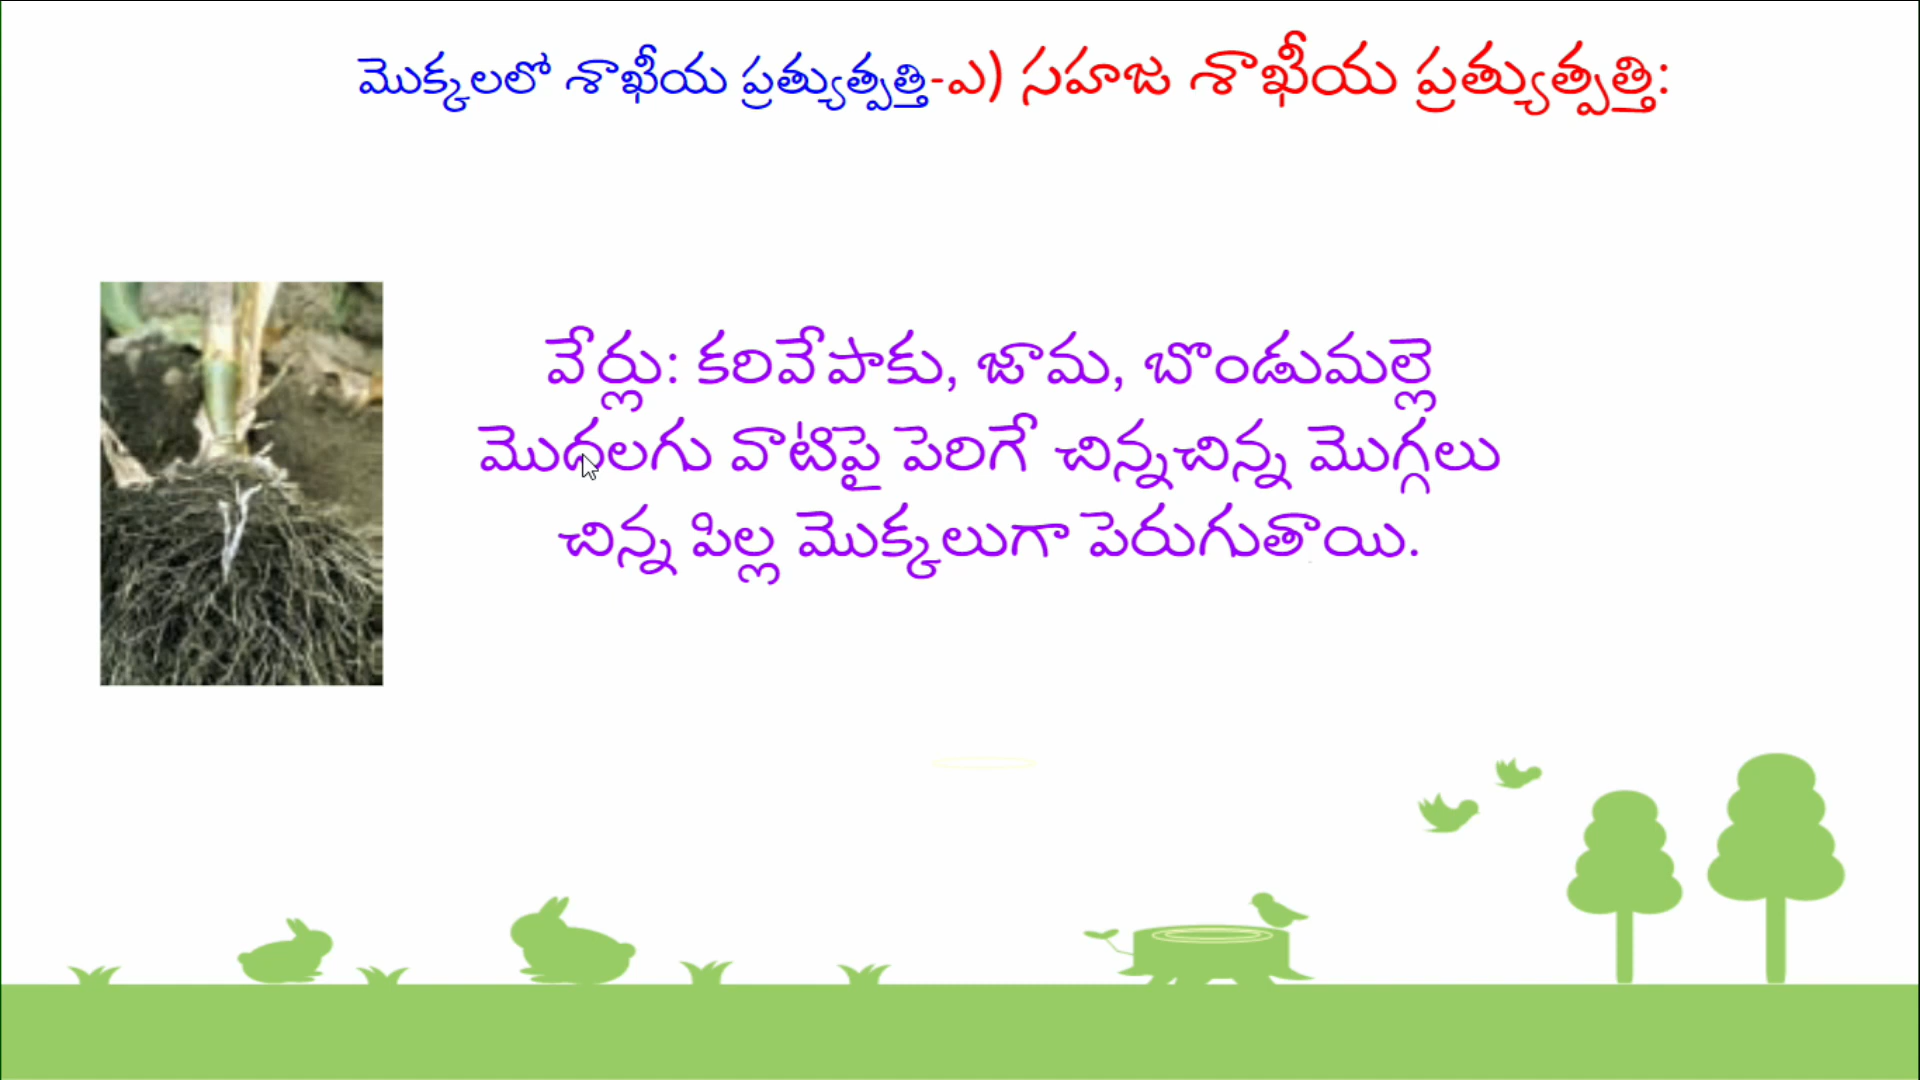 మొక్కలలో శాఖీయ ప్రత్యుత్పత్తి-ఎ) సహజ శాఖీయ ప్రత్యుత్పత్తి:
వేర్లు: కరివేపాకు, జామ, బొండుమల్లె
మొదలగు వాటిపై పెరిగే చిన్నచిన్న మొగ్గలు
చిన్న పిల్ల మొక్కలుగా పెరుగుతాయి.